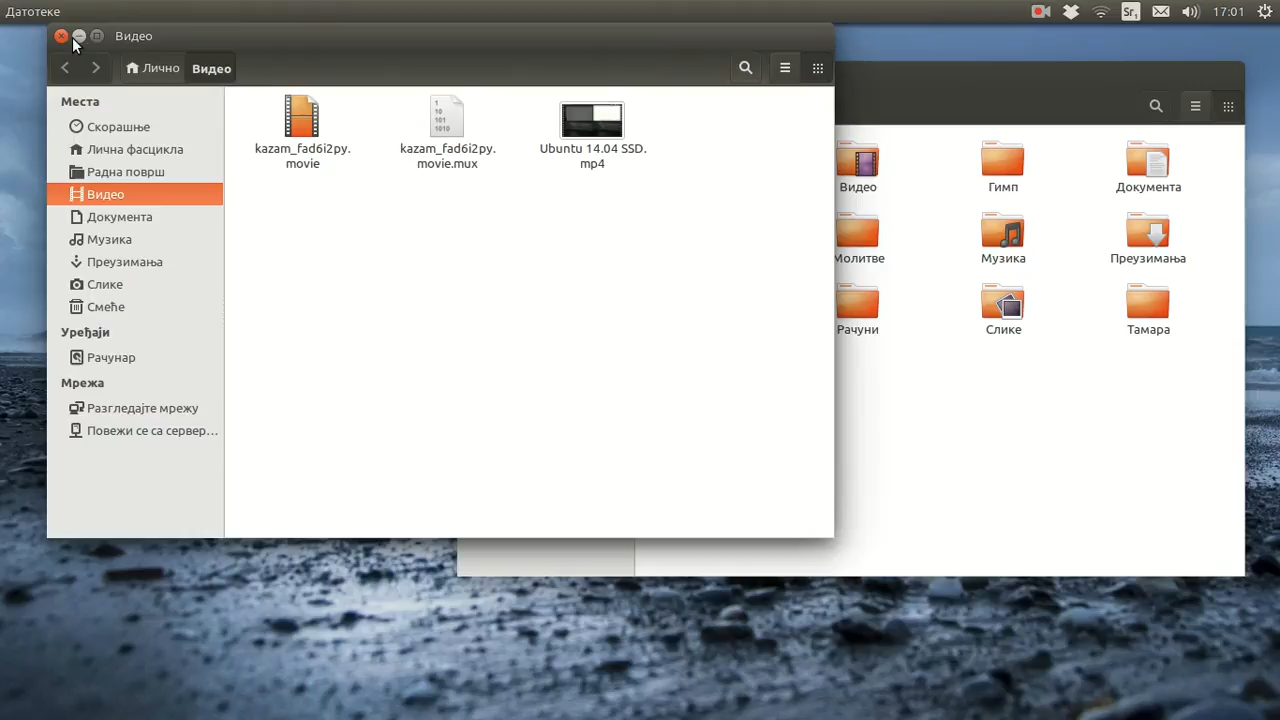 Датотеке
Sr₁
17:01
Видео
Лично
Видео
Места
Скорашње
Лична фасцикла
Радна површ
Видео
Документа
Музика
Преузимања
Слике
Смеће
Уређаји
Рачунар
Мрежа
Разгледајте мрежу
Повежи се са сервер…
kazam_fad6i2py.
movie
kazam_fad6i2py.
movie.mux
Ubuntu 14.04 SSD.
mp4
Видео
Гимп
Документа
Молитве
Музика
Преузимања
Рачуни
Слике
Тамара